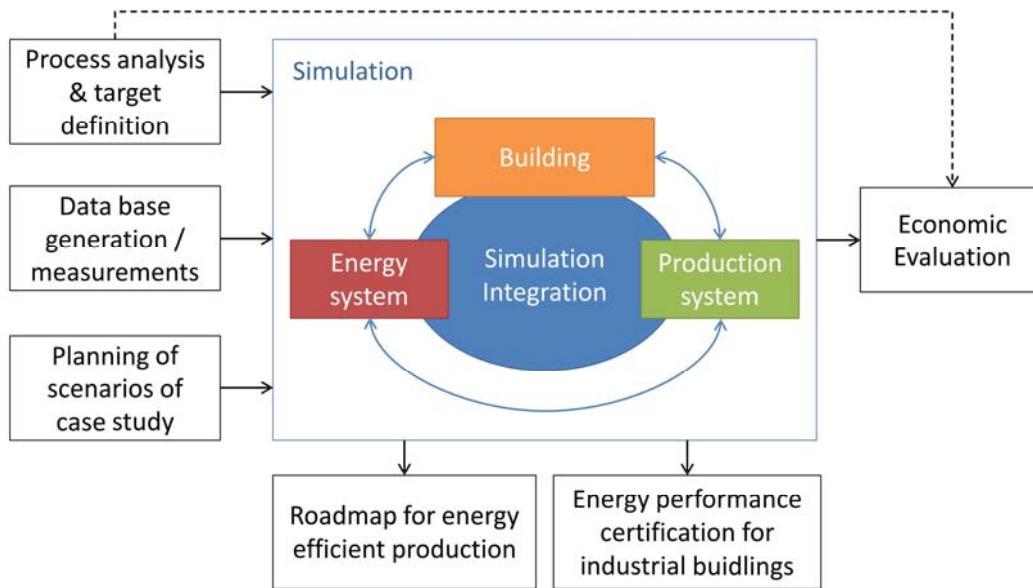 Process analysis
& target
definition
Simulation
Building
Data base
generation /
measurements
Energy
system
Simulation
Integration
Production
system
Economic
Evaluation
Planning of
scenarios of
case study
Roadmap for energy
efficient production
Energy performance
certification for
industrial buidlings